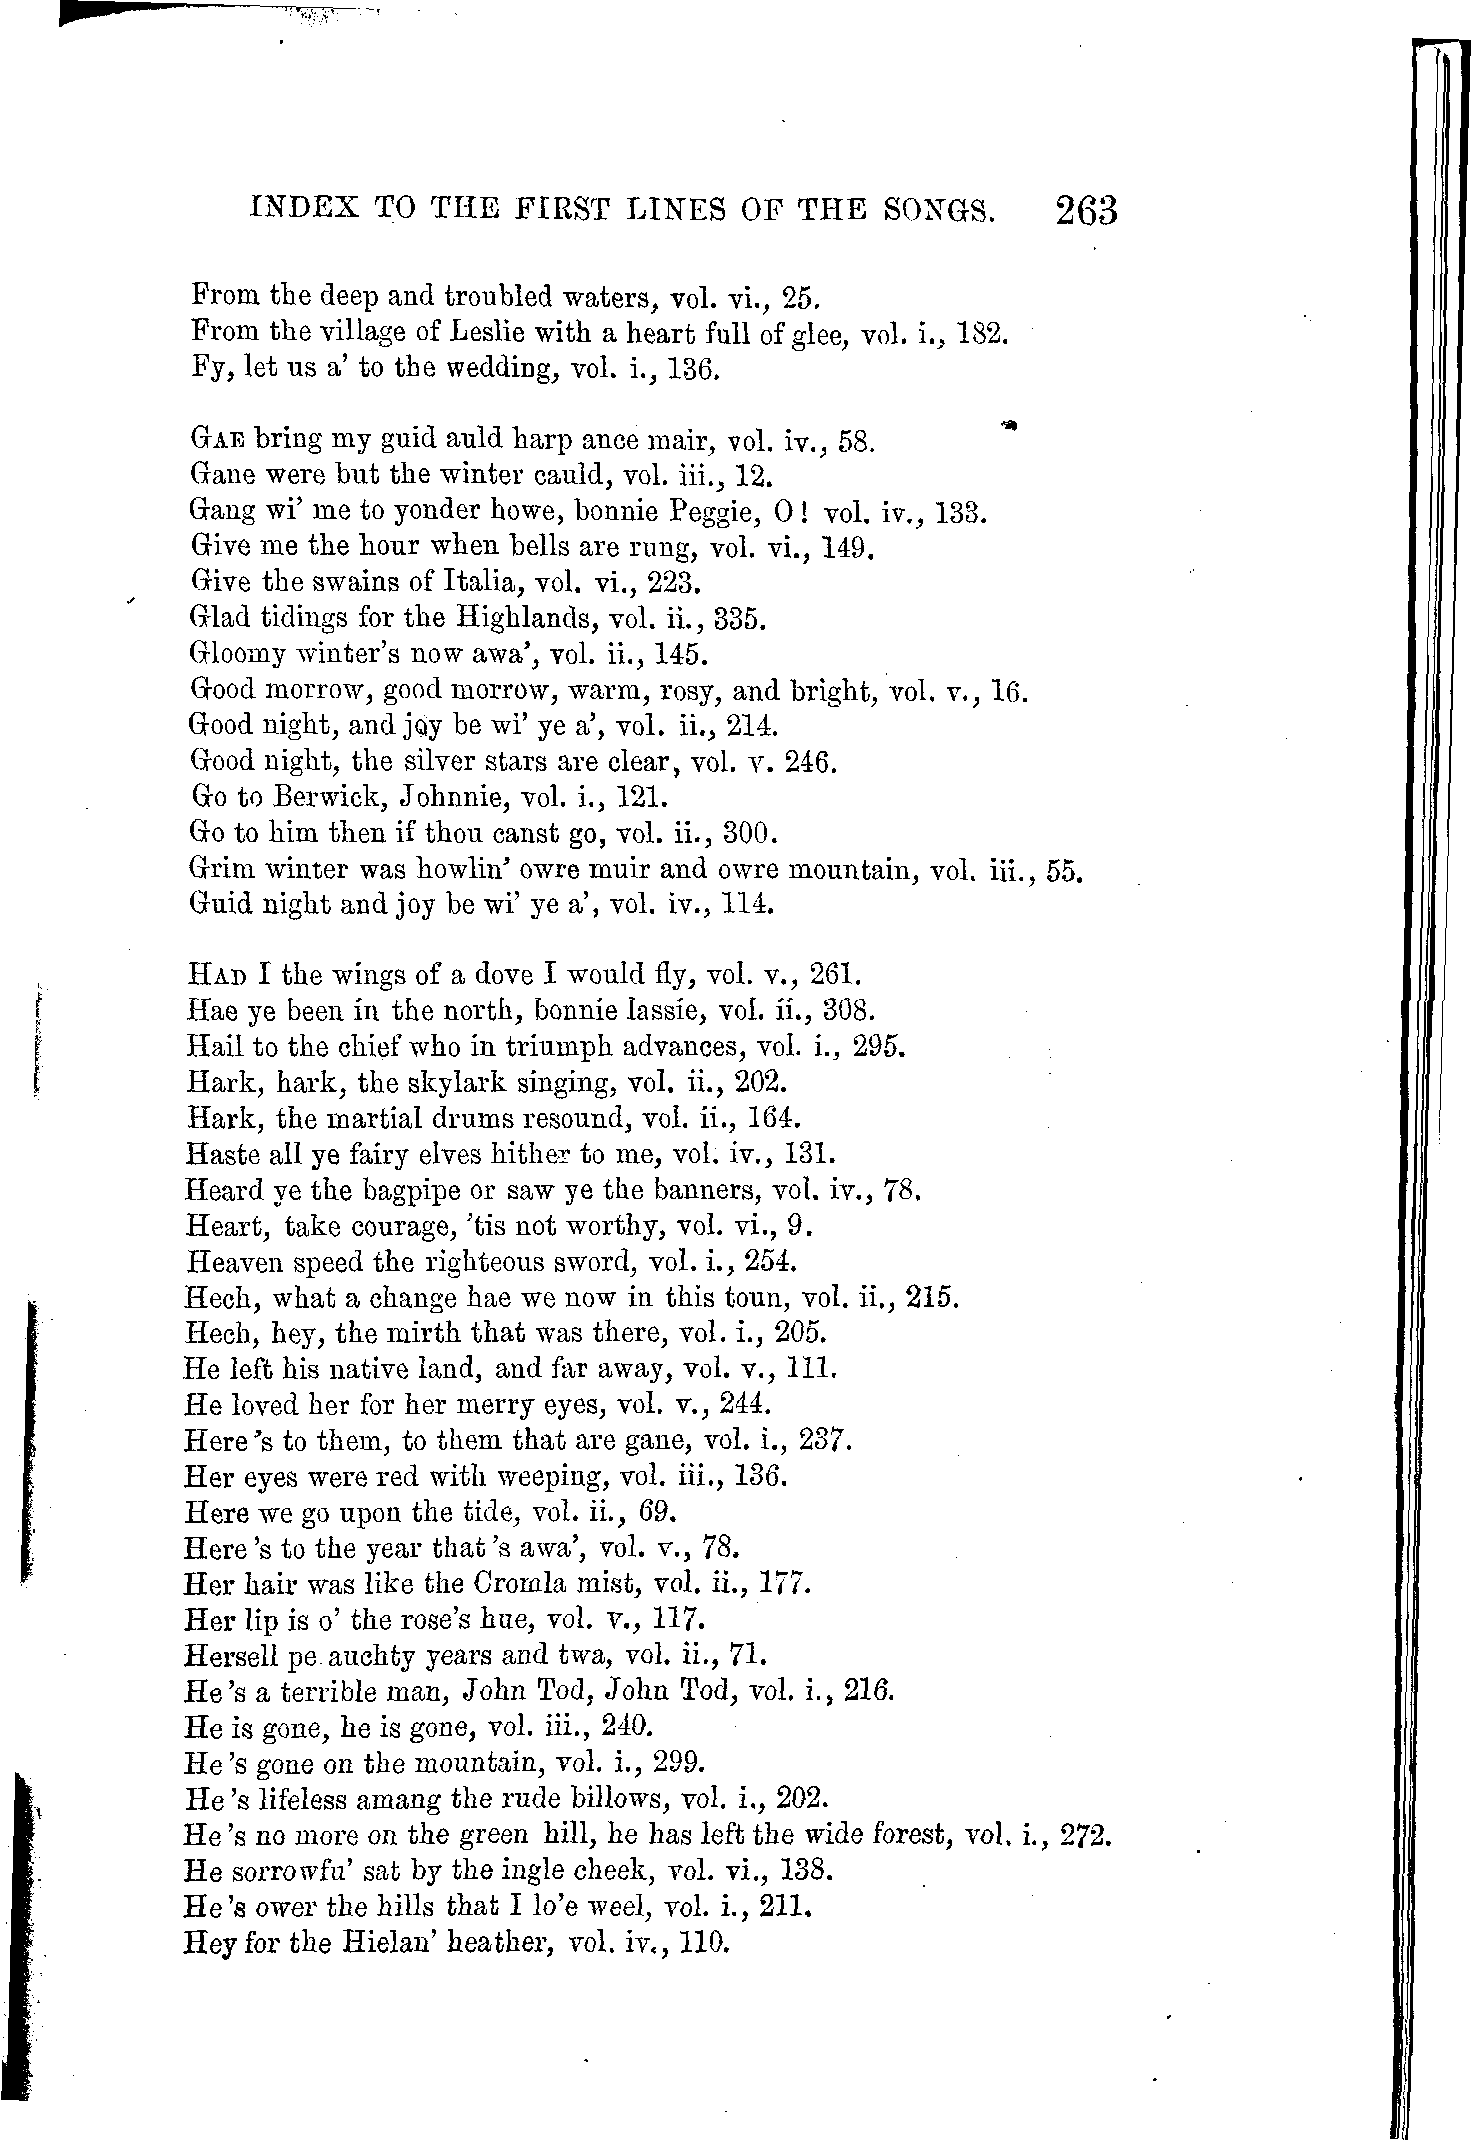 INDEX TO THE FIRST LINES OF THE SONGS. 263
From the deep and troubled waters, vol. vi., 25.
From the village of Leslie with a heart full of glee, vol. i., 182.
Fy, let us a' to the wedding, vol. i., 136.
GAE bring my guid auld harp ance mair, vol. iv., 58.
Gane were but the winter cauld, vol. iii., 12.
Gang wi' me to yonder howe, bonnie Peggie, O! vol. iv., 133.
Give me the hour when bells are rung, vol. vi., 149.
Give the swains of Italia, vol. vi., 223.
Glad tidings for the Highlands, vol. ii., 335.
Gloomy winter's now awa', vol. ii., 145.
Good morrow, good morrow, warm, rosy, and bright, vol. v., 16.
Good night, and joy be wi' ye a', vol. ii., 214.
Good night, the silver stars are clear, vol. v. 246.
Go to Berwick, Johnnie, vol. i., 121.
Go to him then if thou canst go, vol. ii., 300.
Grim winter was howlin' owre muir and owre mountain, vol. iii., 55.
Guid night and joy be wi' ye a', vol. iv., 114.
HAD I the wings of a dove I would fly, vol. v., 261.
Hae ye been in the north, bonnie lassie, vol. ii., 308.
Hail to the chief who in triumph advances, vol. i., 295.
Hark, hark, the skylark singing, vol. ii., 202.
Hark, the martial drums resound, vol. ii., 164.
Haste all ye fairy elves hither to me, vol. iv., 131.
Heard ye the bagpipe or saw ye the banners, vol. iv., 78.
Heart, take courage, 'tis not worthy, vol. vi., 9.
Heaven speed the righteous sword, vol. i., 254.
Hech, what a change hae we now in this toun, vol. ii., 215.
Hech, hey, the mirth that was there, vol. i., 205.
He left his native land, and far away, vol. v., 111.
He loved her for her merry eyes, vol. v., 244.
Here's to them, to them that are gane, vol. i., 237.
Her eyes were red with weeping, vol. iii., 136.
Here we go upon the tide, vol. ii., 69.
Here's to the year that's awa', vol. v., 78.
Her hair was like the Cromla mist, vol. ii., 177.
Her lip is o' the rose's hue, vol. v., 117.
Hersell pe auchty years and twa, vol. ii., 71.
He's a terrible man, John Tod, John Tod, vol. i., 216.
He is gone, he is gone, vol. iii., 240.
He's gone on the mountain, vol. i., 299.
He's lifeless amang the rude billows, vol. i., 202.
He's no more on the green hill, he has left the wide forest, vol. i., 272.
He sorrowfu' sat by the ingle cheek, vol. vi., 138.
He's ower the hills that I lo'e weel, vol. i., 211.
Hey for the Hielan' heather, vol. iv., 110.